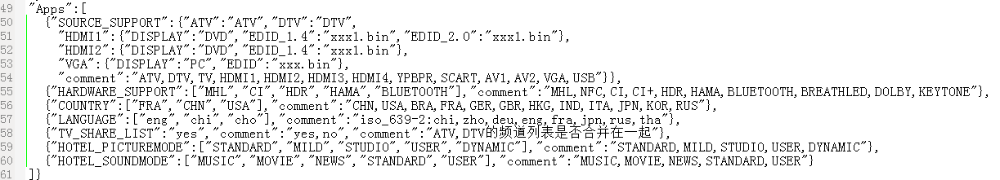 49 "Apps":[
50 {"SOURCE_SUPPORT":{"ATV":"ATV","DTV":"DTV",
51 "HDMI1":{"DISPLAY":"DVD","EDID_1.4":"xxx1.bin","EDID_2.0":"xxx1.bin"},
52 "HDMI2":{"DISPLAY":"DVD","EDID_1.4":"xxx1.bin"},
53 "VGA":{"DISPLAY":"PC","EDID":"xxx.bin"},
54 "comment":"ATV,DTV,TV,HDMI1,HDMI2,HDMI3,HDMI4,YPBPR,SCART,AV1,AV2,VGA,USB"}},
55 {"HARDWARE_SUPPORT":["MHL","CI","HDR","HAMA","BLUETOOTH"],"comment":"MHL,NFC,CI,CI+,HDR,HAMA,BLUETOOTH,BREATHLED,DOLBY,KEYTONE"},
56 {"COUNTRY":["FRA","CHN","USA"],"comment":"CHN,USA,BRA,FRA,GER,GBR,HKG,IND,ITA,JPN,KOR,RUS"},
57 {"LANGUAGE":["eng","chi","cho"],"comment":"iso_639-2:chi,zho,deu,eng,fra,jpn,rus,tha"},
58 {"TV_SHARE_LIST":"yes","comment":"yes,no","comment":"ATV,DTV的频道列表是否合并在一起"},
59 {"HOTEL_PICTUREMODE":["STANDARD","MILD","STUDIO","USER","DYNAMIC"],"comment":"STANDARD,MILD,STUDIO,USER,DYNAMIC"},
60 {"HOTEL_SOUNDMODE":["MUSIC","MOVIE","NEWS","STANDARD","USER"],"comment":"MUSIC,MOVIE,NEWS,STANDARD,USER"}
61 ]}